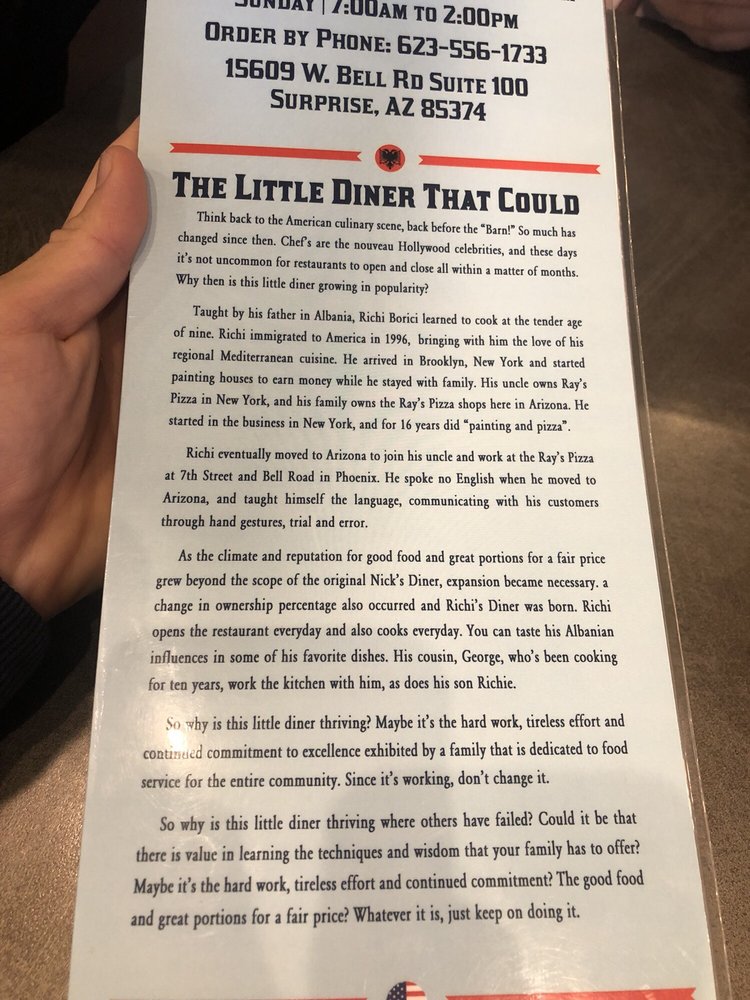 SUNDAY | 7:00AM TO 2:00PM
ORDER BY PHONE: 623-556-1733
15609 W. BELL RD SUITE 100
SURPRISE, AZ 85374
THE LITTLE DINER THAT COULD
Think back to the American culinary scene, back before the “Barn!” So much has
changed since then. Chef's are the nouveau Hollywood celebrities, and these days
it's not uncommon for restaurants to open and close all within a matter of months.
Why then is this little diner growing in popularity?
Taught by his father in Albania, Richi Borici learned to cook at the tender age
of nine. Richi immigrated to America in 1996, bringing with him the love of his
regional Mediterranean cuisine. He arrived in Brooklyn, New York and started
painting houses to earn money while he stayed with family. His uncle owns Ray's
Pizza in New York, and his family owns the Ray's Pizza shops here in Arizona. He
started in the business in New York, and for 16 years did “painting and pizza”.
Richi eventually moved to Arizona to join his uncle and work at the Ray's Pizza
at 7th Street and Bell Road in Phoenix. He spoke no English when he moved to
Arizona, and taught himself the language, communicating with his customers
through hand gestures, trial and error.
As the climate and reputation for good food and great portions for a fair price
grew beyond the scope of the original Nick's Diner, expansion became necessary. a
change in ownership percentage also occurred and Richi's Diner was born. Richi
opens the restaurant everyday and also cooks everyday. You can taste his Albanian
influences in some of his favorite dishes. His cousin, George, who's been cooking
for ten years, work the kitchen with him, as does his son Richie.
So why is this little diner thriving? Maybe it's the hard work, tireless effort and
continued commitment to excellence exhibited by a family that is dedicated to food
service for the entire community. Since it's working, don't change it.
So why is this little diner thriving where others have failed? Could it be that
there is value in learning the techniques and wisdom that your family has to offer?
Maybe it's the hard work, tireless effort and continued commitment? The good food
and great portions for a fair price? Whatever it is, just keep on doing it.